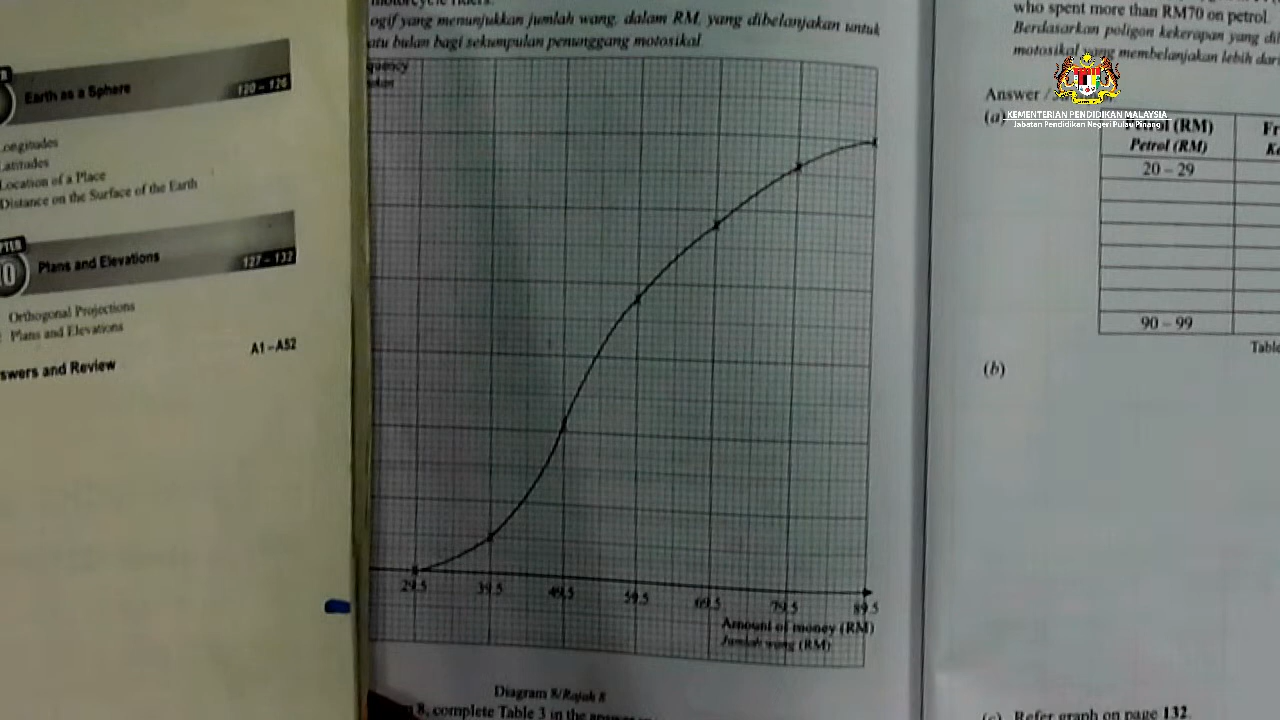 Earth as a Sphere 120 – 126
Longitudes
Latitudes
Location of a Place
Distance on the Surface of the Earth
10 Plans and Elevations 127 – 132
Orthogonal Projections
Plans and Elevations
A1 – A52
swers and Review
motorcycle riders.
ogif yang menunjukkan jumlah wang, dalam RM, yang dibelanjakan untuk
atu bulan bagi sekumpulan penunggang motosikal
quency
29.5 39.5 49.5 59.5 69.5 79.5 89.5
Amount of money (RM)
Jumlah wang (RM)
Diagram 8/Rajah 8
8, complete Table 3 in the
who spent more than RM70 on petrol.
Berdasarkan poligon kekerapan yang
motosikal yang membelanjakan lebih dari
Answer /
KEMENTERIAN PENDIDIKAN MALAYSIA
Jabatan Pendidikan Negeri Pulau Pinang
(a)
(RM) Fr
Petrol (RM)
20 – 29
90 – 99
Table
(b)
(c) Refer graph on page 132